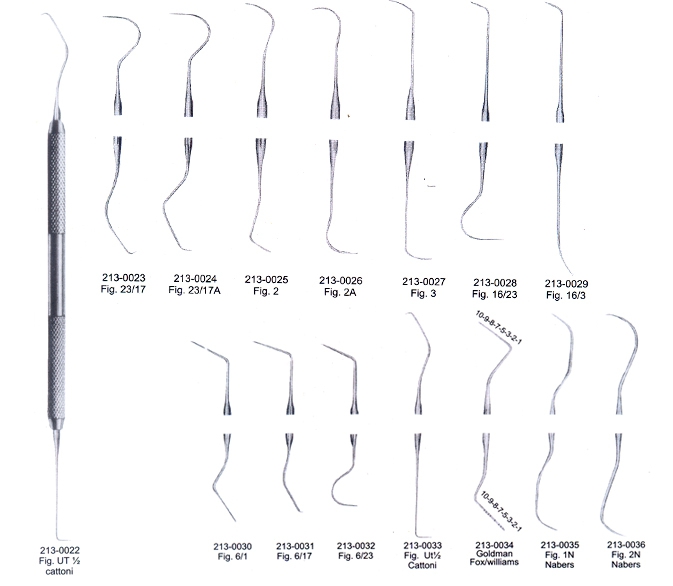 213-0023
Fig. 23/17
213-0024
Fig. 23/17A
213-0025
Fig. 2
213-0026
Fig. 2A
213-0027
Fig. 3
213-0028
Fig. 16/23
213-0029
Fig. 16/3
10-9-8-7-5-3-2-1
10-9-8-7-5-3-2-1
213-0022
Fig. UT ½
cattoni
213-0030
Fig. 6/1
213-0031
Fig. 6/17
213-0032
Fig. 6/23
213-0033
Fig. Ut½
Cattoni
213-0034
Goldman
Fox/williams
213-0035
Fig. 1N
Nabers
213-0036
Fig. 2N
Nabers